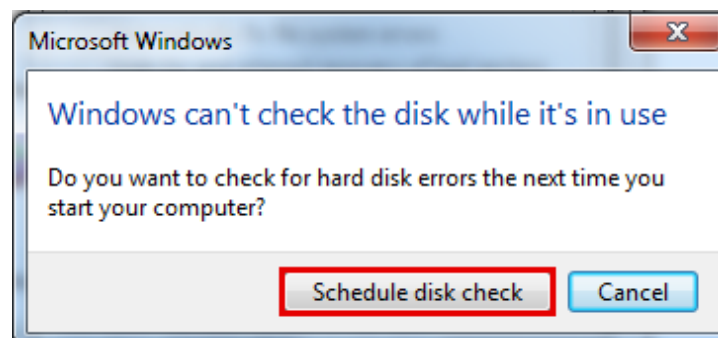 Microsoft Windows
Windows can't check the disk while it's in use
Do you want to check for hard disk errors the next time you
start your computer?
Schedule disk check
Cancel